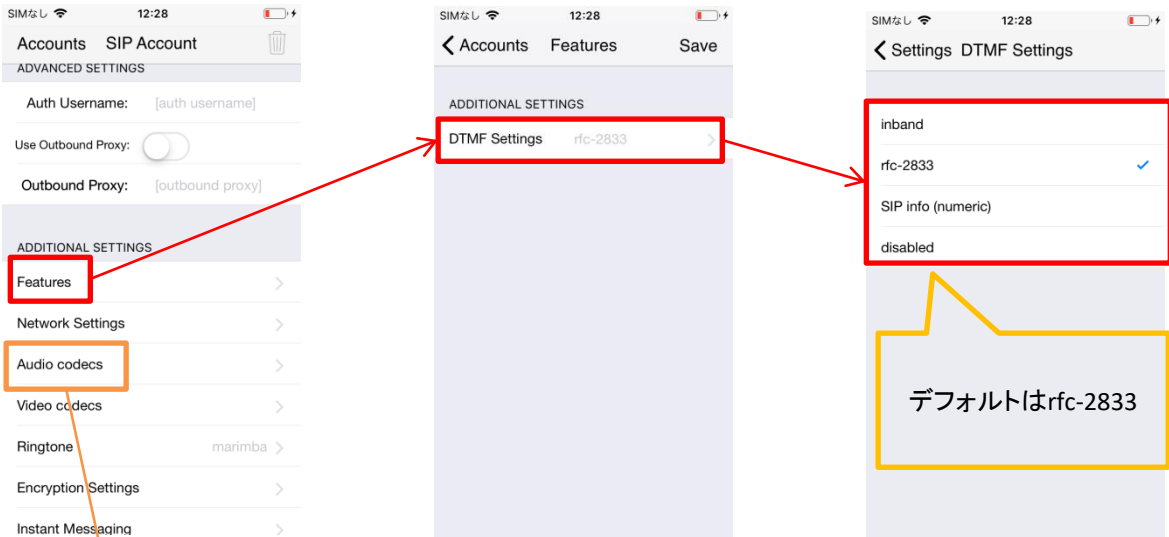 SIMなし 12:28
Accounts SIP Account
ADVANCED SETTINGS
Auth Username: [auth username]
Use Outbound Proxy:
Outbound Proxy: [outbound proxy]
ADDITIONAL SETTINGS
Features
Network Settings
Audio codecs
Video codecs
Ringtone marimba
Encryption Settings
Instant Messaging
SIMなし 12:28
Accounts Features Save
ADDITIONAL SETTINGS
DTMF Settings rfc-2833
SIMなし 12:28
Settings DTMF Settings
inband
rfc-2833
SIP info (numeric)
disabled
デフォルトはrfc-2833